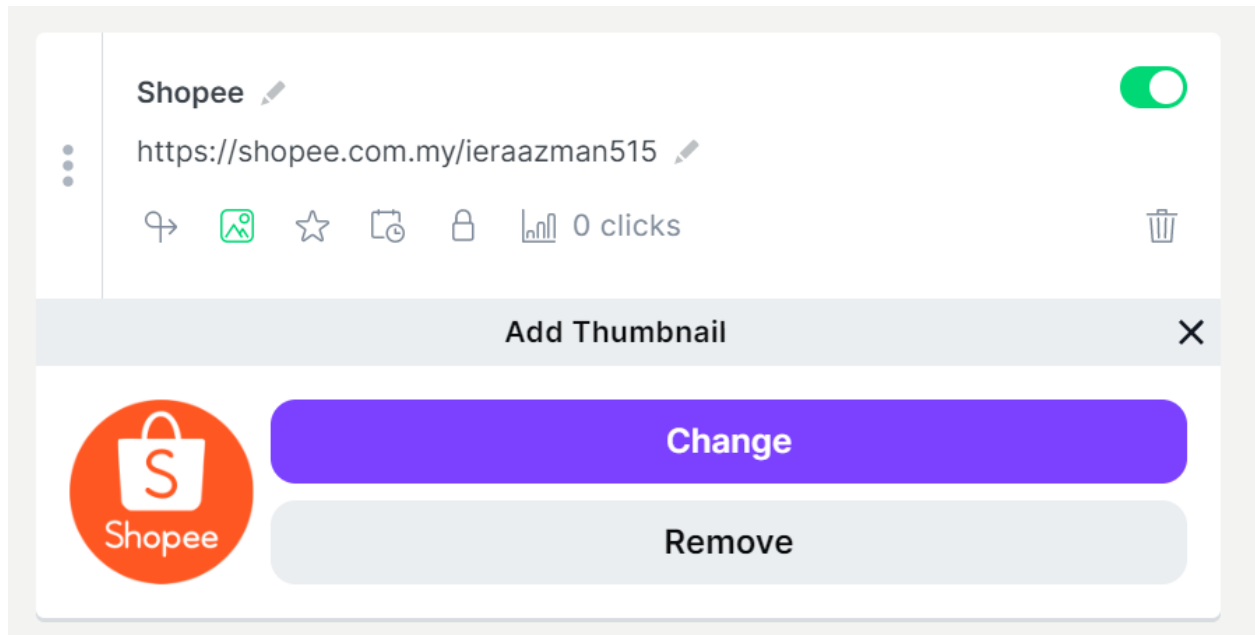 Shopee
https://shopee.com.my/ieraazman515
0 clicks
Add Thumbnail
S
Shopee
Change
Remove